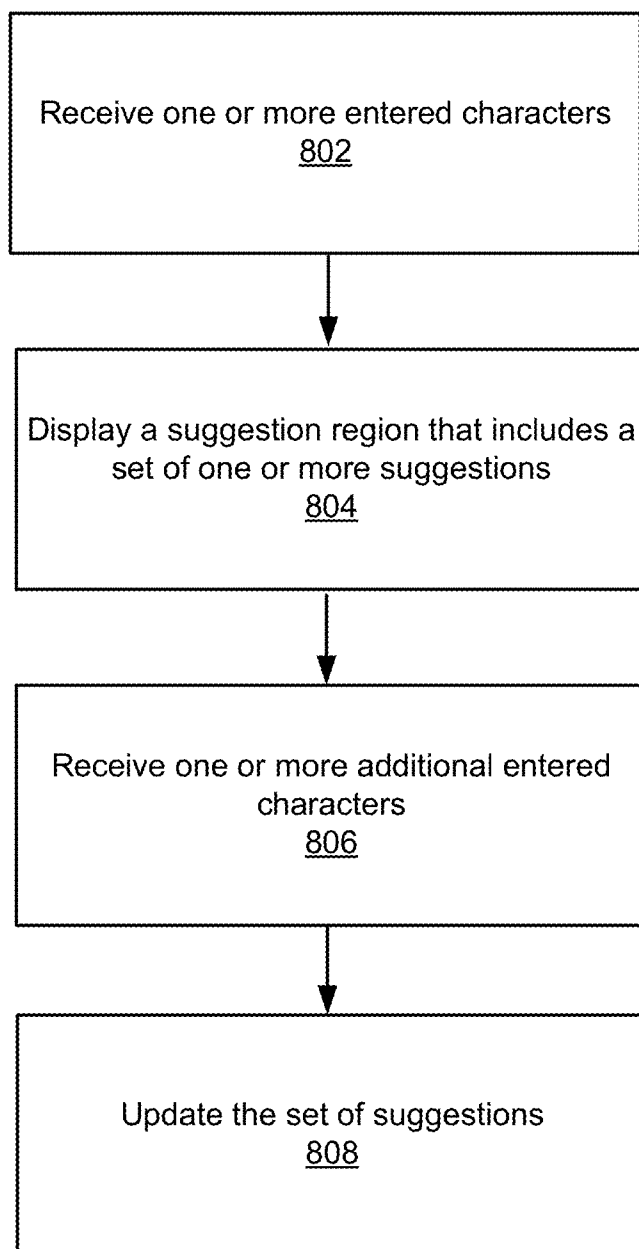 Receive one or more entered characters
802
Display a suggestion region that includes a
set of one or more suggestions
804
Receive one or more additional entered
characters
806
Update the set of suggestions
808